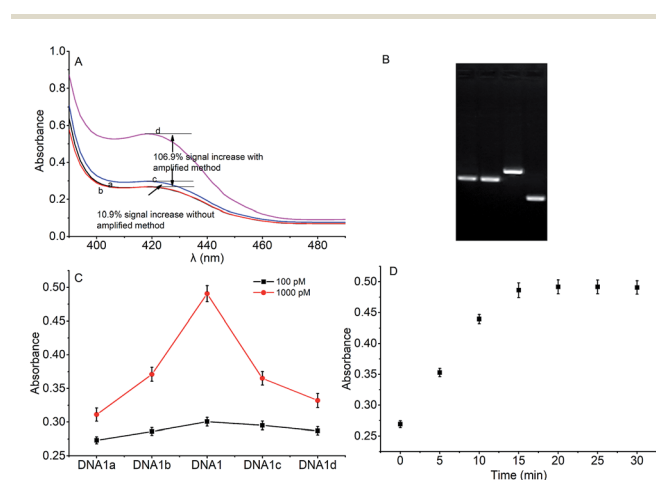 A
B
Absorbance
1.0
0.8
0.6
0.4
0.2
0.0
d
106.9% signal increase with
amplified method
a
c
b
10.9% signal increase without
amplified method
400 420 440 460 480
λ (nm)
C
100 pM
1000 pM
Absorbance
0.50
0.45
0.40
0.35
0.30
0.25
DNA1a DNA1b DNA1 DNA1c DNA1d
D
Absorbance
0.50
0.45
0.40
0.35
0.30
0.25
0 5 10 15 20 25 30
Time (min)